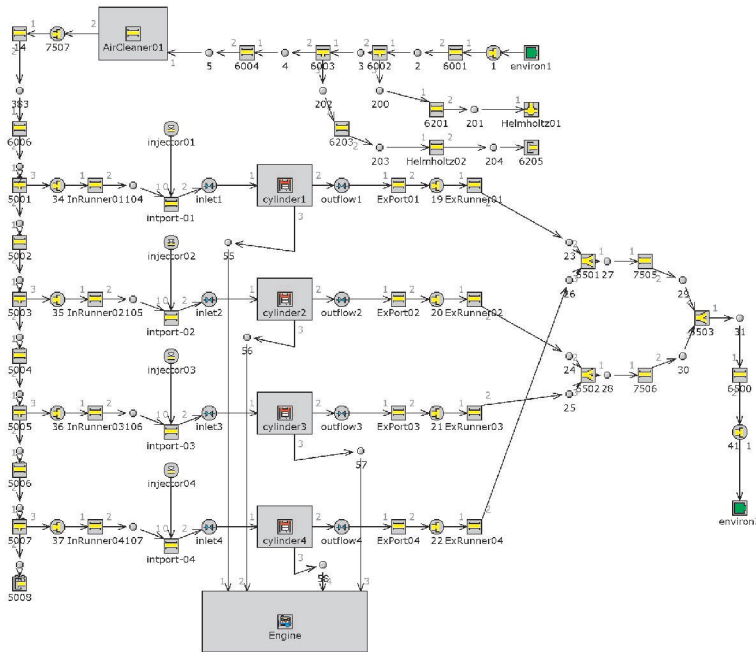 14 7507 AirCleaner01 5 6004 4 6003 3 6002 2 6001 1 environ1
383 202 200
6201 201 Helmholtz01
6006 injector01 6203 203 Helmholtz02 204 6205
5001 34 InRunner01 104 intport-01 inlet1 cylinder1 outflow1 ExPort01 19 ExRunner01
5002 injector02 55 23 5501 27 7505
26 29
5003 35 InRunner02 105 intport-02 inlet2 cylinder2 outflow2 ExPort02 20 ExRunner02
5503 31
5004 injector03 56 24 5502 28 7506 30 6500
25
5005 36 InRunner03 106 intport-03 inlet3 cylinder3 outflow3 ExPort03 21 ExRunner03
41
5006 injector04 57
5007 37 InRunner04 107 intport-04 inlet4 cylinder4 outflow4 ExPort04 22 ExRunner04
environ
5008 58
1 2 4 3
Engine